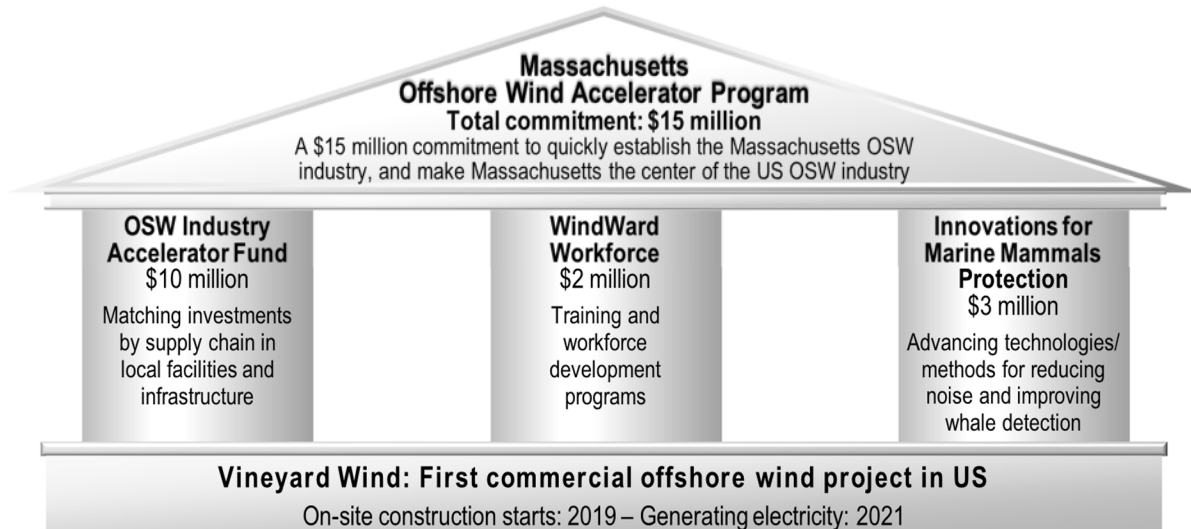 Massachusetts
Offshore Wind Accelerator Program
Total commitment: $15 million
A $15 million commitment to quickly establish the Massachusetts OSW
industry, and make Massachusetts the center of the US OSW industry
OSW Industry
Accelerator Fund
$10 million
Matching investments
by supply chain in
local facilities and
infrastructure
WindWard
Workforce
$2 million
Training and
workforce
development
programs
Innovations for
Marine Mammals
Protection
$3 million
Advancing technologies/
methods for reducing
noise and improving
whale detection
Vineyard Wind: First commercial offshore wind project in US
On-site construction starts: 2019 – Generating electricity: 2021